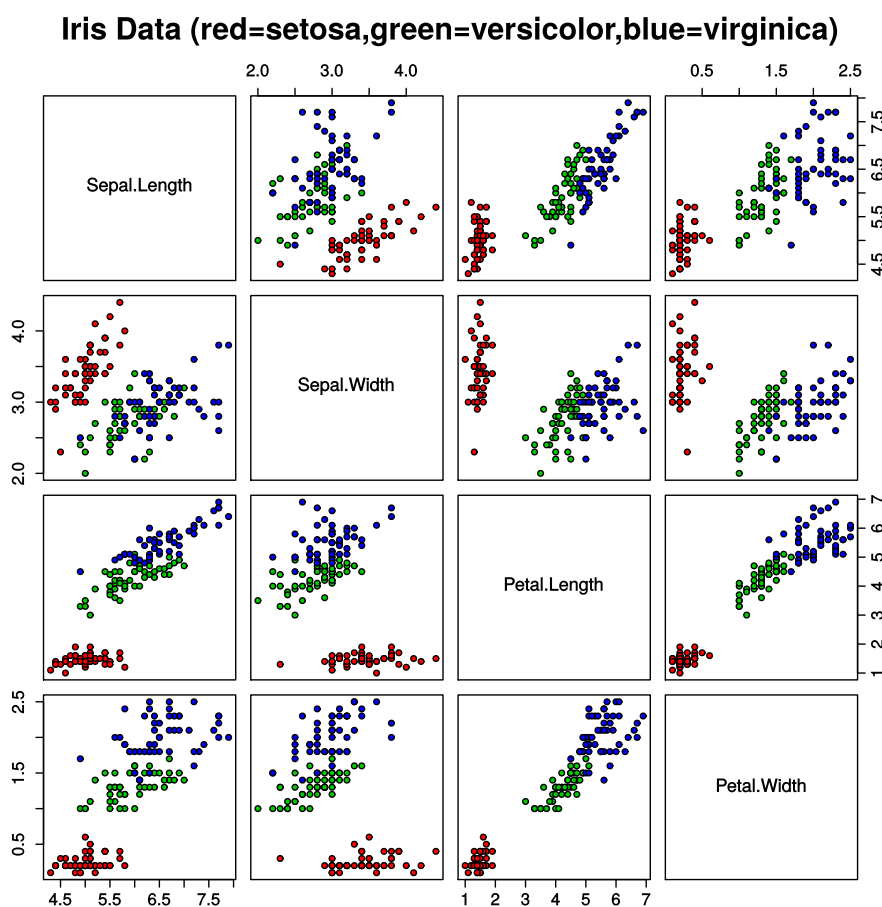 Iris Data (red=setosa,green=versicolor,blue=virginica)
2.0 3.0 4.0
0.5 1.5 2.5
Sepal.Length
4.5 5.5 6.5 7.5
2.0 3.0 4.0
Sepal.Width
Petal.Length
1 2 3 4 5 6 7
0.5 1.5 2.5
Petal.Width
4.5 5.5 6.5 7.5
1 2 3 4 5 6 7